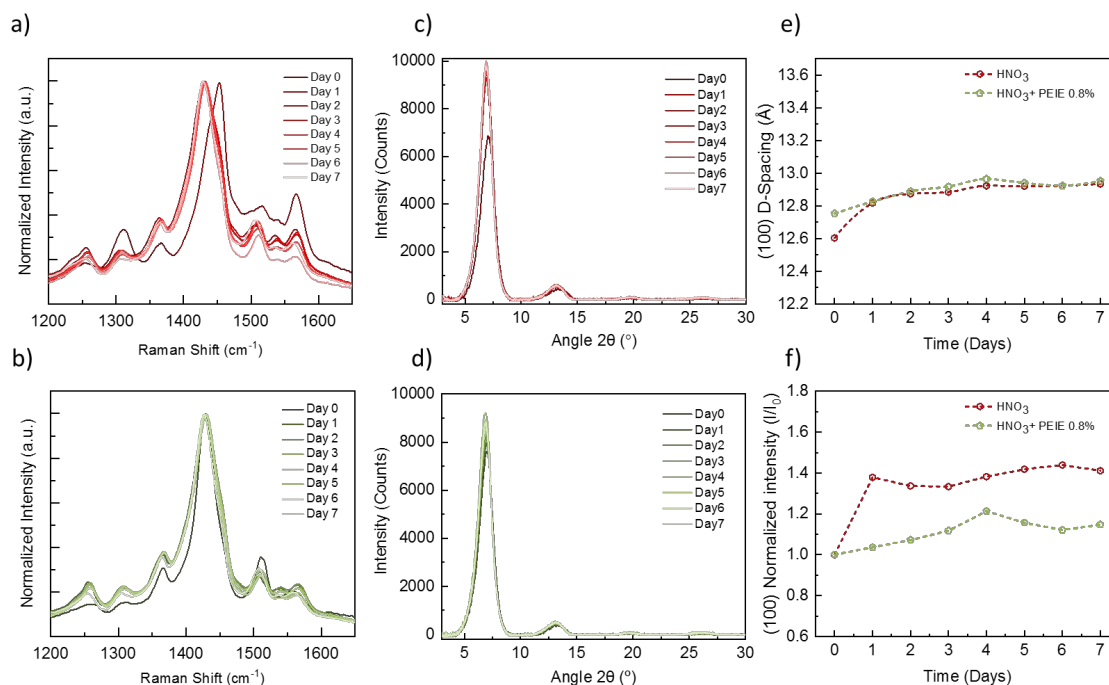 a)
Normalized Intensity (a.u.)
Day 0
Day 1
Day 2
Day 3
Day 4
Day 5
Day 6
Day 7
1200 1300 1400 1500 1600
Raman Shift (cm⁻¹)
c)
Intensity (Counts)
10000
8000
6000
4000
2000
0
Day0
Day1
Day2
Day3
Day4
Day5
Day6
Day7
5 10 15 20 25 30
Angle 2θ (°)
e)
(100) D-Spacing (Å)
13.6
13.4
13.2
13.0
12.8
12.6
12.4
12.2
HNO₃
HNO₃+ PEIE 0.8%
0 1 2 3 4 5 6 7
Time (Days)
b)
Normalized Intensity (a.u.)
Day 0
Day 1
Day 2
Day 3
Day 4
Day 5
Day 6
Day 7
1200 1300 1400 1500 1600
Raman Shift (cm⁻¹)
d)
Intensity (Counts)
10000
8000
6000
4000
2000
0
Day0
Day1
Day2
Day3
Day4
Day5
Day6
Day7
5 10 15 20 25 30
Angle 2θ (º)
f)
(100) Normalized intensity (I/I₀)
1.8
1.6
1.4
1.2
1.0
0.8
0.6
HNO₃
HNO₃+ PEIE 0.8%
0 1 2 3 4 5 6 7
Time (Days)